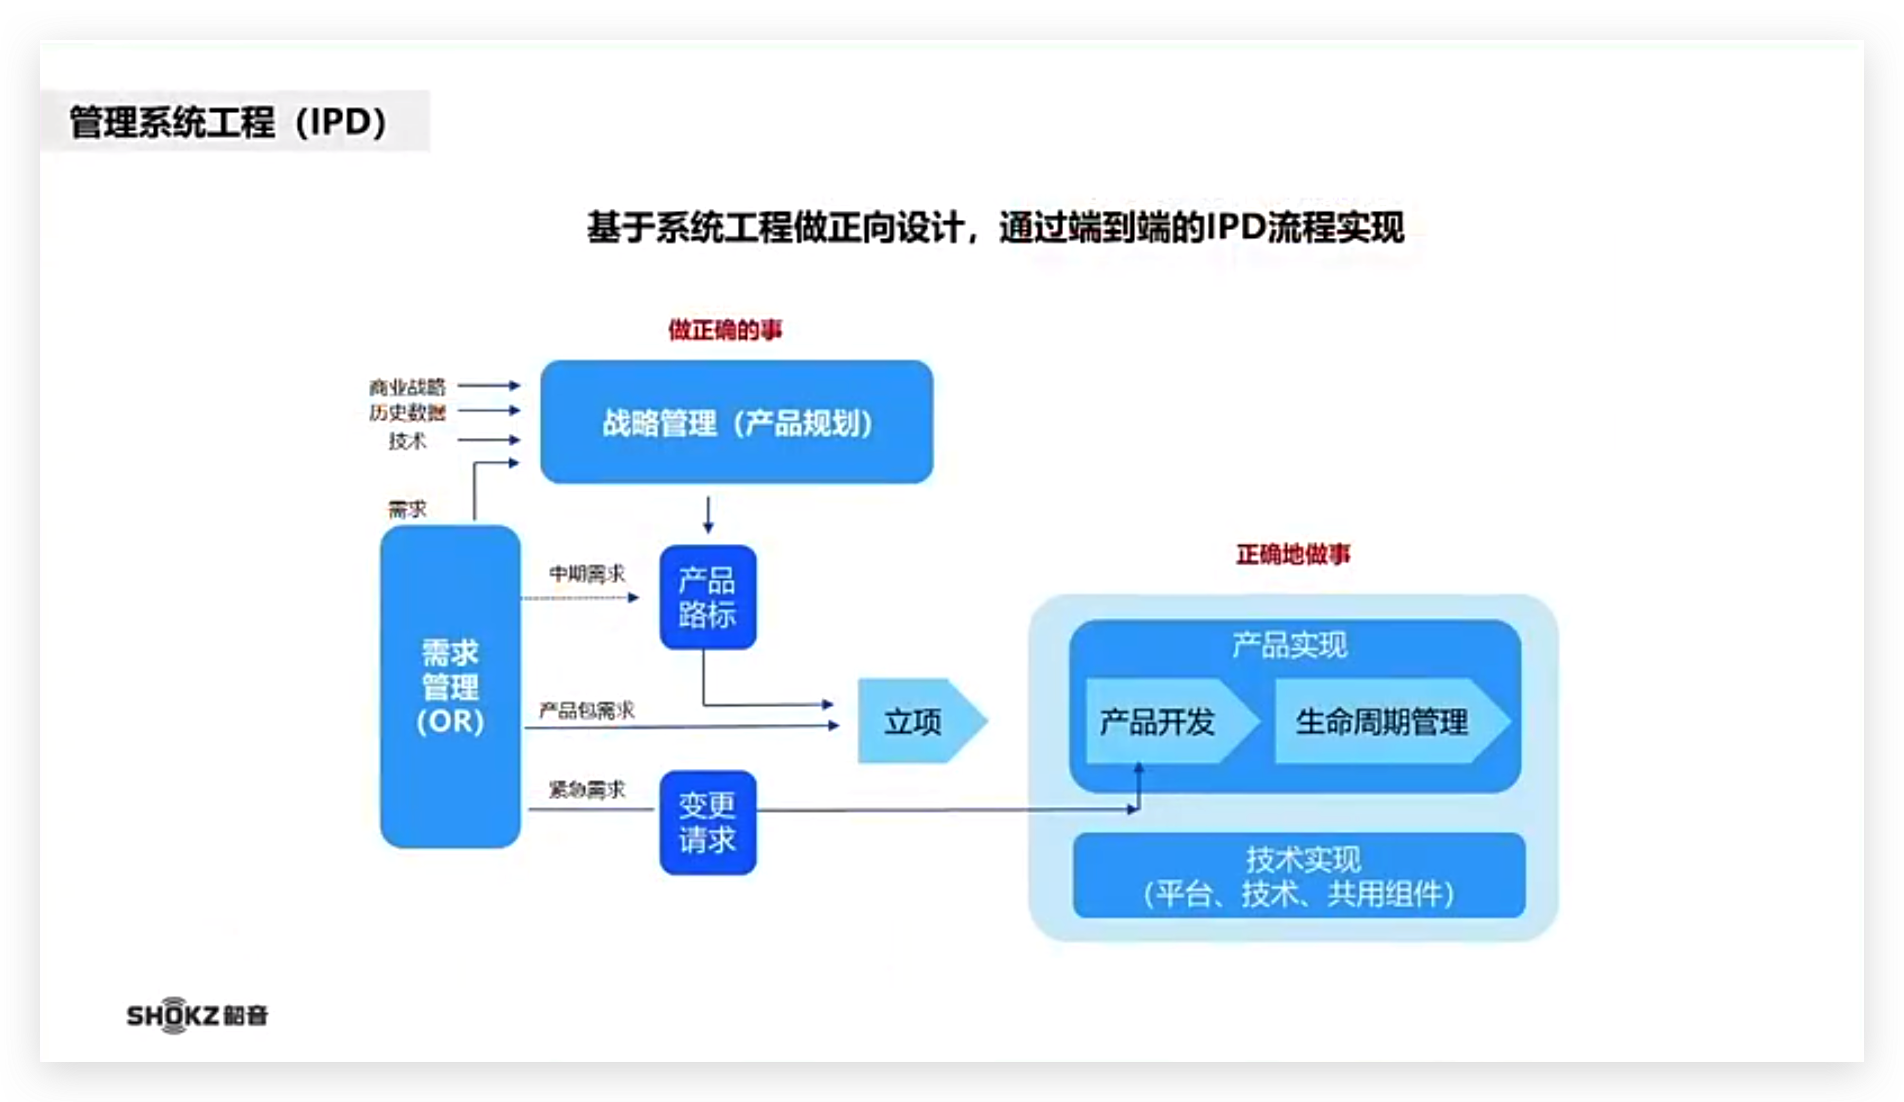 管理系统工程（IPD）
基于系统工程做正向设计，通过端到端的IPD流程实现
做正确的事
商业战略
历史数据
技术
战略管理（产品规划）
需求
中期需求
产品
路标
正确地做事
需求
管理
（OR）
产品包需求
立项
产品实现
产品开发
生命周期管理
紧急需求
变更
请求
技术实现
（平台、技术、共用组件）
SHOKZ韶音